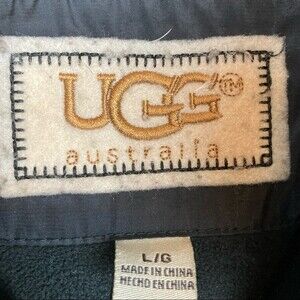 UGG®
australia
L/G
MADE IN CHINA
HECHO EN CHINA